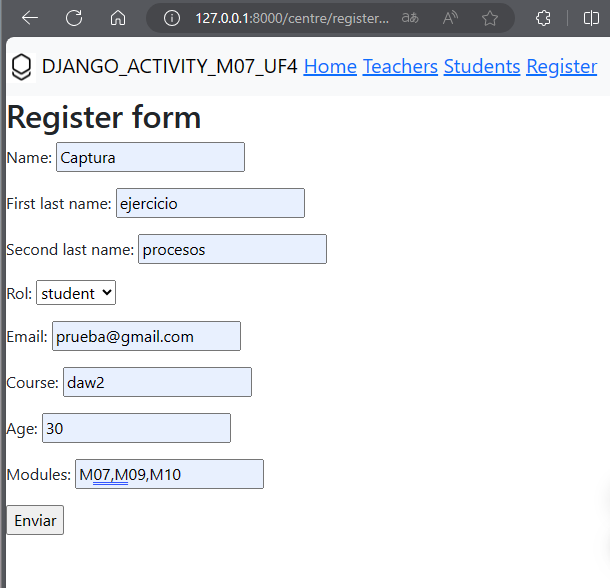 127.0.0.1:8000/centre/register...
DJANGO_ACTIVITY_M07_UF4 Home Teachers Students Register
Register form
Name: Captura
First last name: ejercicio
Second last name: procesos
Rol: student
Email: prueba@gmail.com
Course: daw2
Age: 30
Modules: M07,M09,M10
Enviar